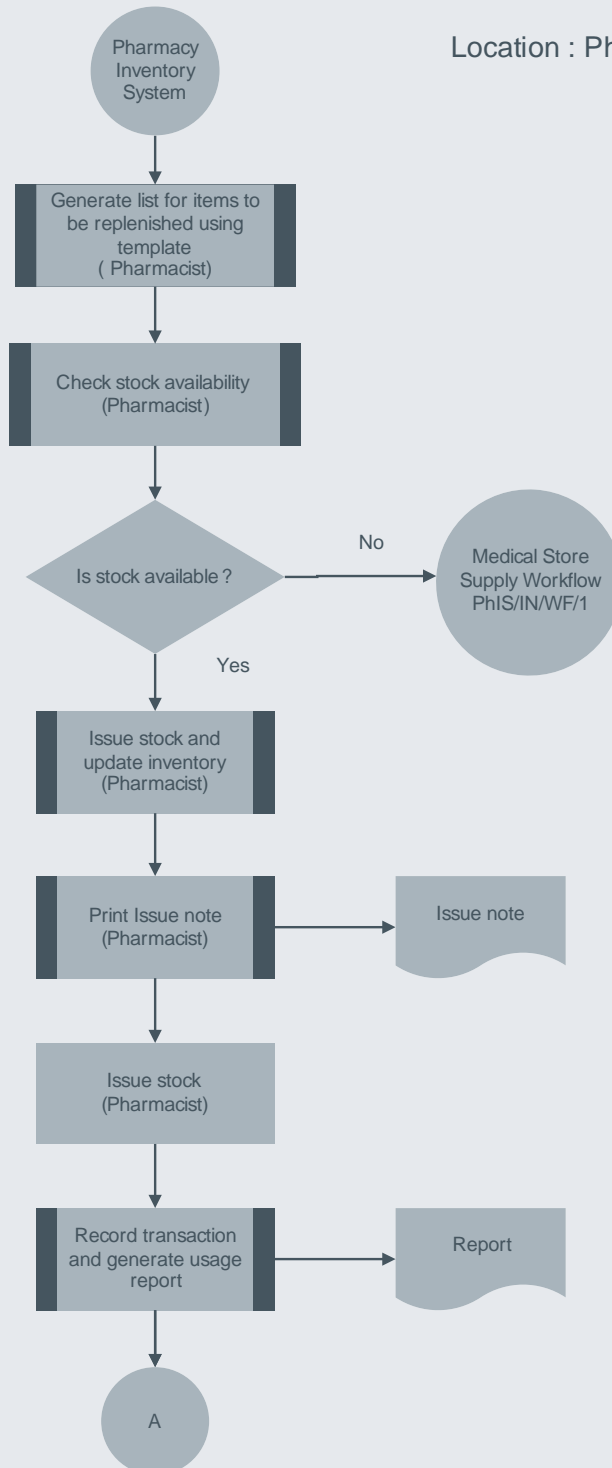 Pharmacy
Inventory
System
Location : Ph
Generate list for items to
be replenished using
template
( Pharmacist)
Check stock availability
(Pharmacist)
Is stock available ?
No
Medical Store
Supply Workflow
PhIS/IN/WF/1
Yes
Issue stock and
update inventory
(Pharmacist)
Print Issue note
(Pharmacist)
Issue note
Issue stock
(Pharmacist)
Record transaction
and generate usage
report
Report
A